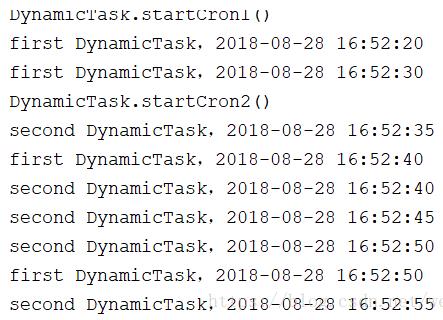 DynamicTask.startCron1()
first DynamicTask，2018-08-28 16:52:20
first DynamicTask，2018-08-28 16:52:30
DynamicTask.startCron2()
second DynamicTask，2018-08-28 16:52:35
first DynamicTask，2018-08-28 16:52:40
second DynamicTask，2018-08-28 16:52:40
second DynamicTask，2018-08-28 16:52:45
second DynamicTask，2018-08-28 16:52:50
first DynamicTask，2018-08-28 16:52:50
second DynamicTask，2018-08-28 16:52:55